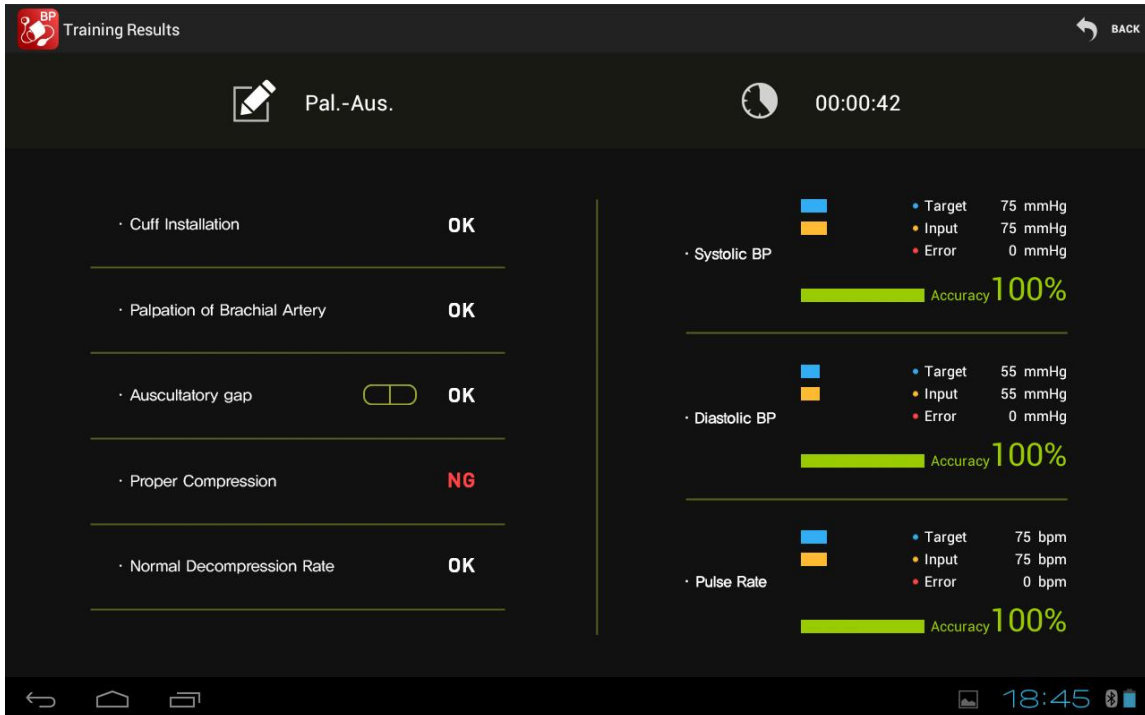 BP
Training Results
BACK
Pal.-Aus.
00:00:42
· Cuff Installation OK
· Palpation of Brachial Artery OK
· Auscultatory gap OK
· Proper Compression NG
· Normal Decompression Rate OK
• Target 75 mmHg
• Input 75 mmHg
· Systolic BP
• Error 0 mmHg
Accuracy 100%
• Target 55 mmHg
• Input 55 mmHg
· Diastolic BP
• Error 0 mmHg
Accuracy 100%
• Target 75 bpm
• Input 75 bpm
· Pulse Rate
• Error 0 bpm
Accuracy 100%
18:45